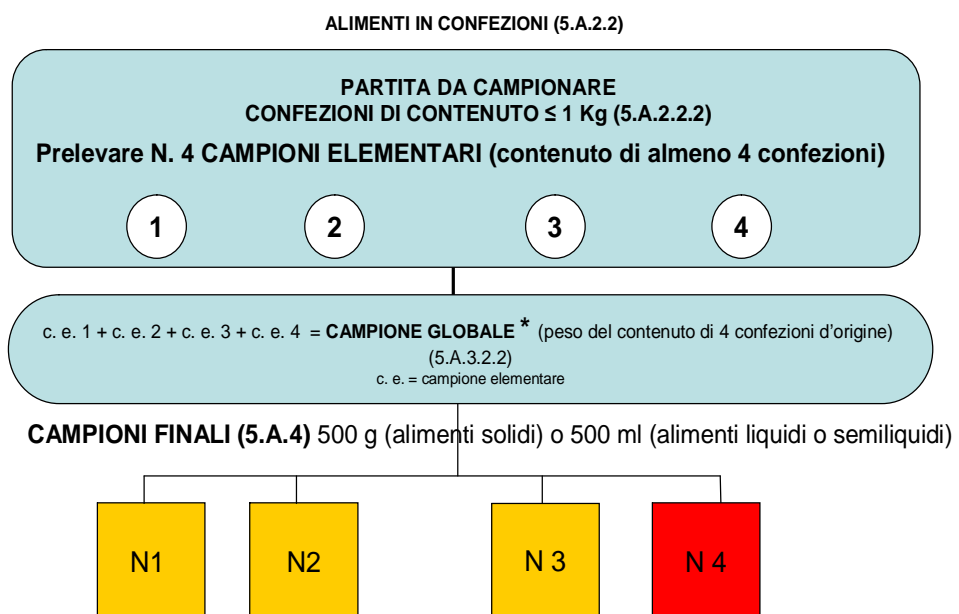 ALIMENTI IN CONFEZIONI (5.A.2.2)
PARTITA DA CAMPIONARE
CONFEZIONI DI CONTENUTO ≤ 1 Kg (5.A.2.2.2)
Prelevare N. 4 CAMPIONI ELEMENTARI (contenuto di almeno 4 confezioni)
1 2 3 4
c. e. 1 + c. e. 2 + c. e. 3 + c. e. 4 = CAMPIONE GLOBALE * (peso del contenuto di 4 confezioni d'origine)
(5.A.3.2.2)
c. e. = campione elementare
CAMPIONI FINALI (5.A.4) 500 g (alimenti solidi) o 500 ml (alimenti liquidi o semiliquidi)
N1 N2 N 3 N 4